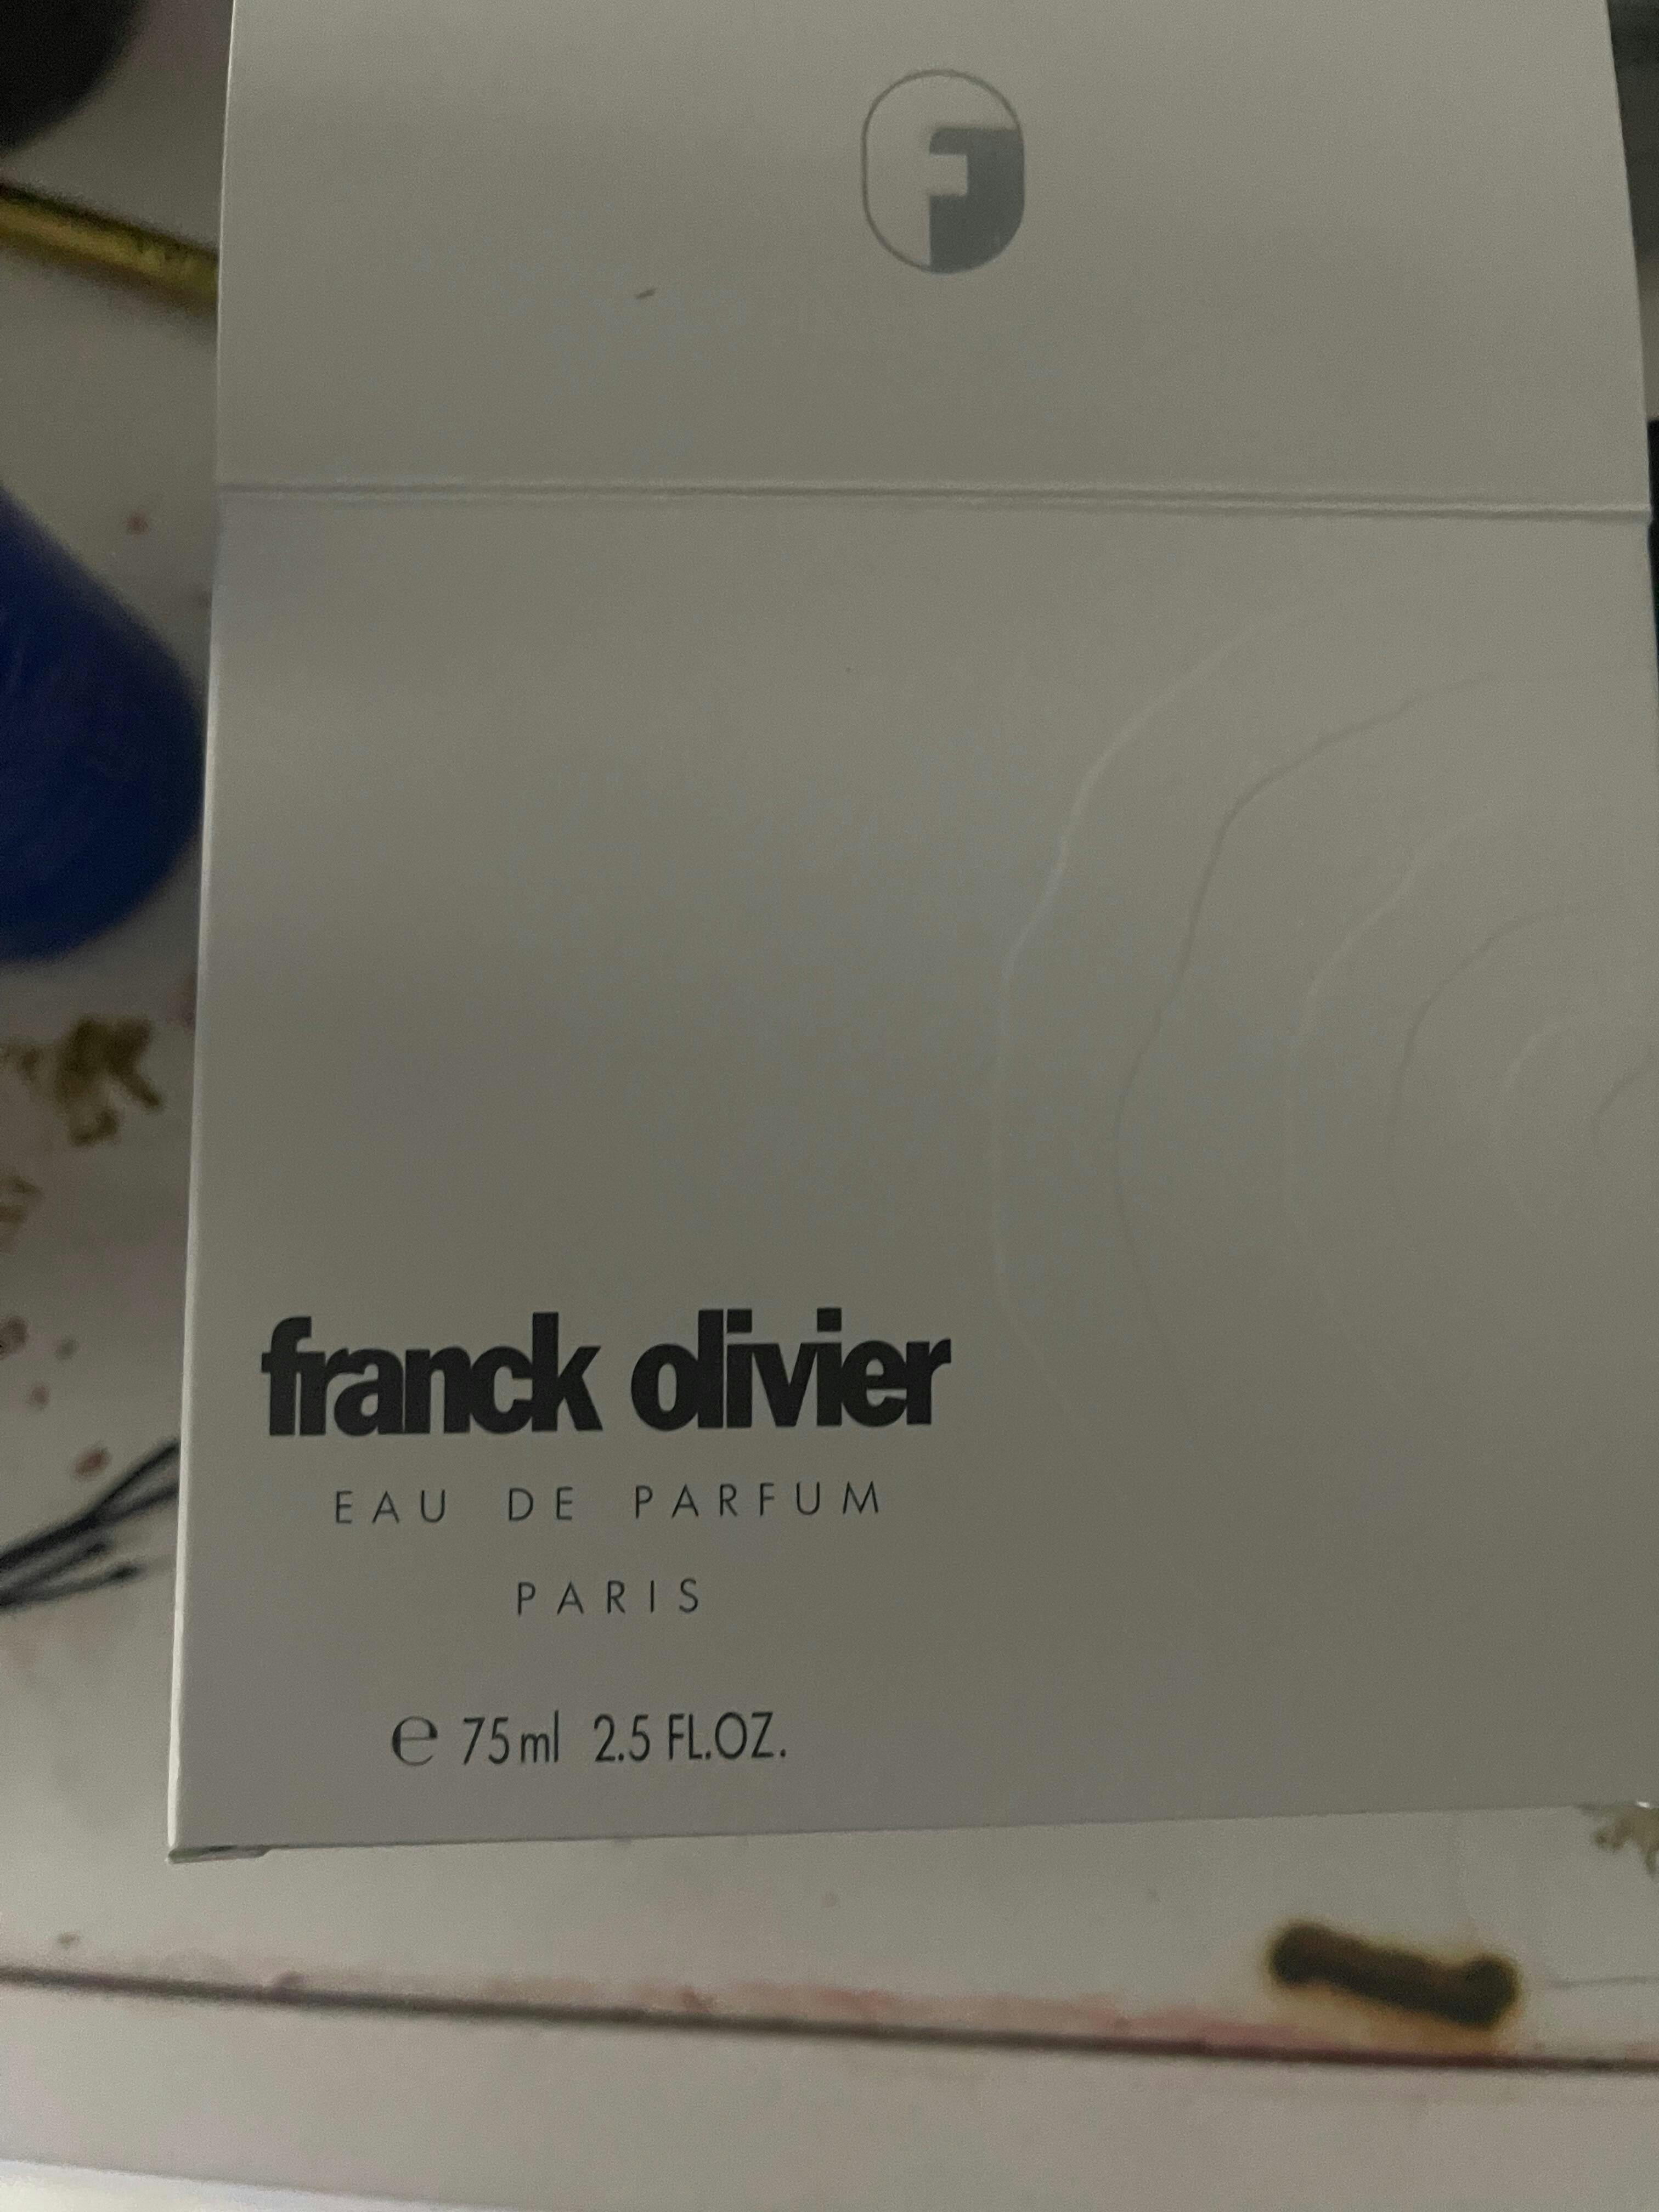 F
franck olivier
EAU DE PARFUM
PARIS
℮ 75ml 2.5 FL.OZ.